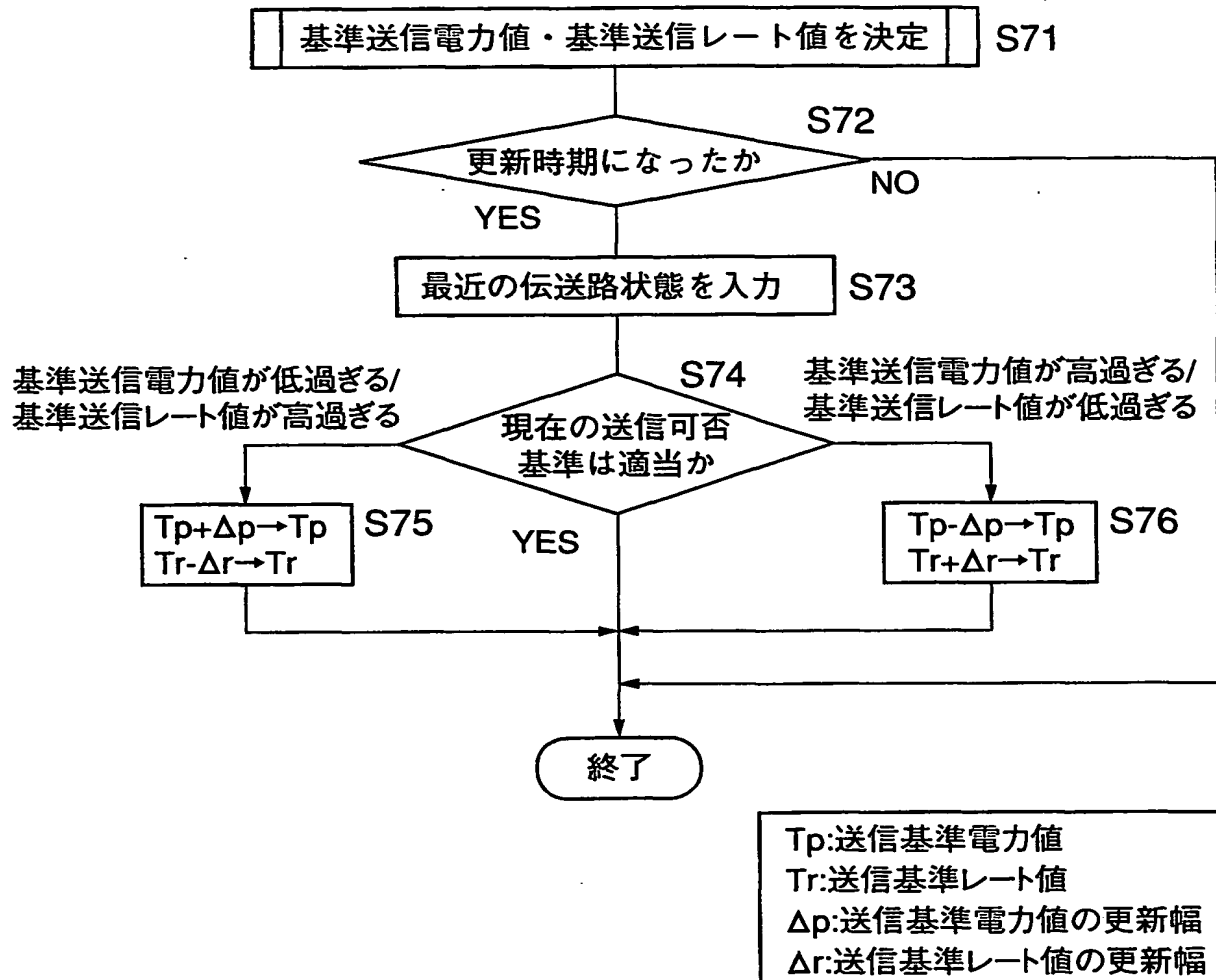 基準送信電力値・基準送信レート値を決定
S71
S72
更新時期になったか
NO
YES
最近の伝送路状態を入力
S73
基準送信電力値が低過ぎる/
基準送信レート値が高過ぎる
S74
基準送信電力値が高過ぎる/
基準送信レート値が低過ぎる
現在の送信可否
基準は適当か
Tp+Δp→Tp
Tr-Δr→Tr
S75
YES
Tp-Δp→Tp
Tr+Δr→Tr
S76
終了
Tp:送信基準電力値
Tr:送信基準レート値
Δp:送信基準電力値の更新幅
Δr:送信基準レート値の更新幅